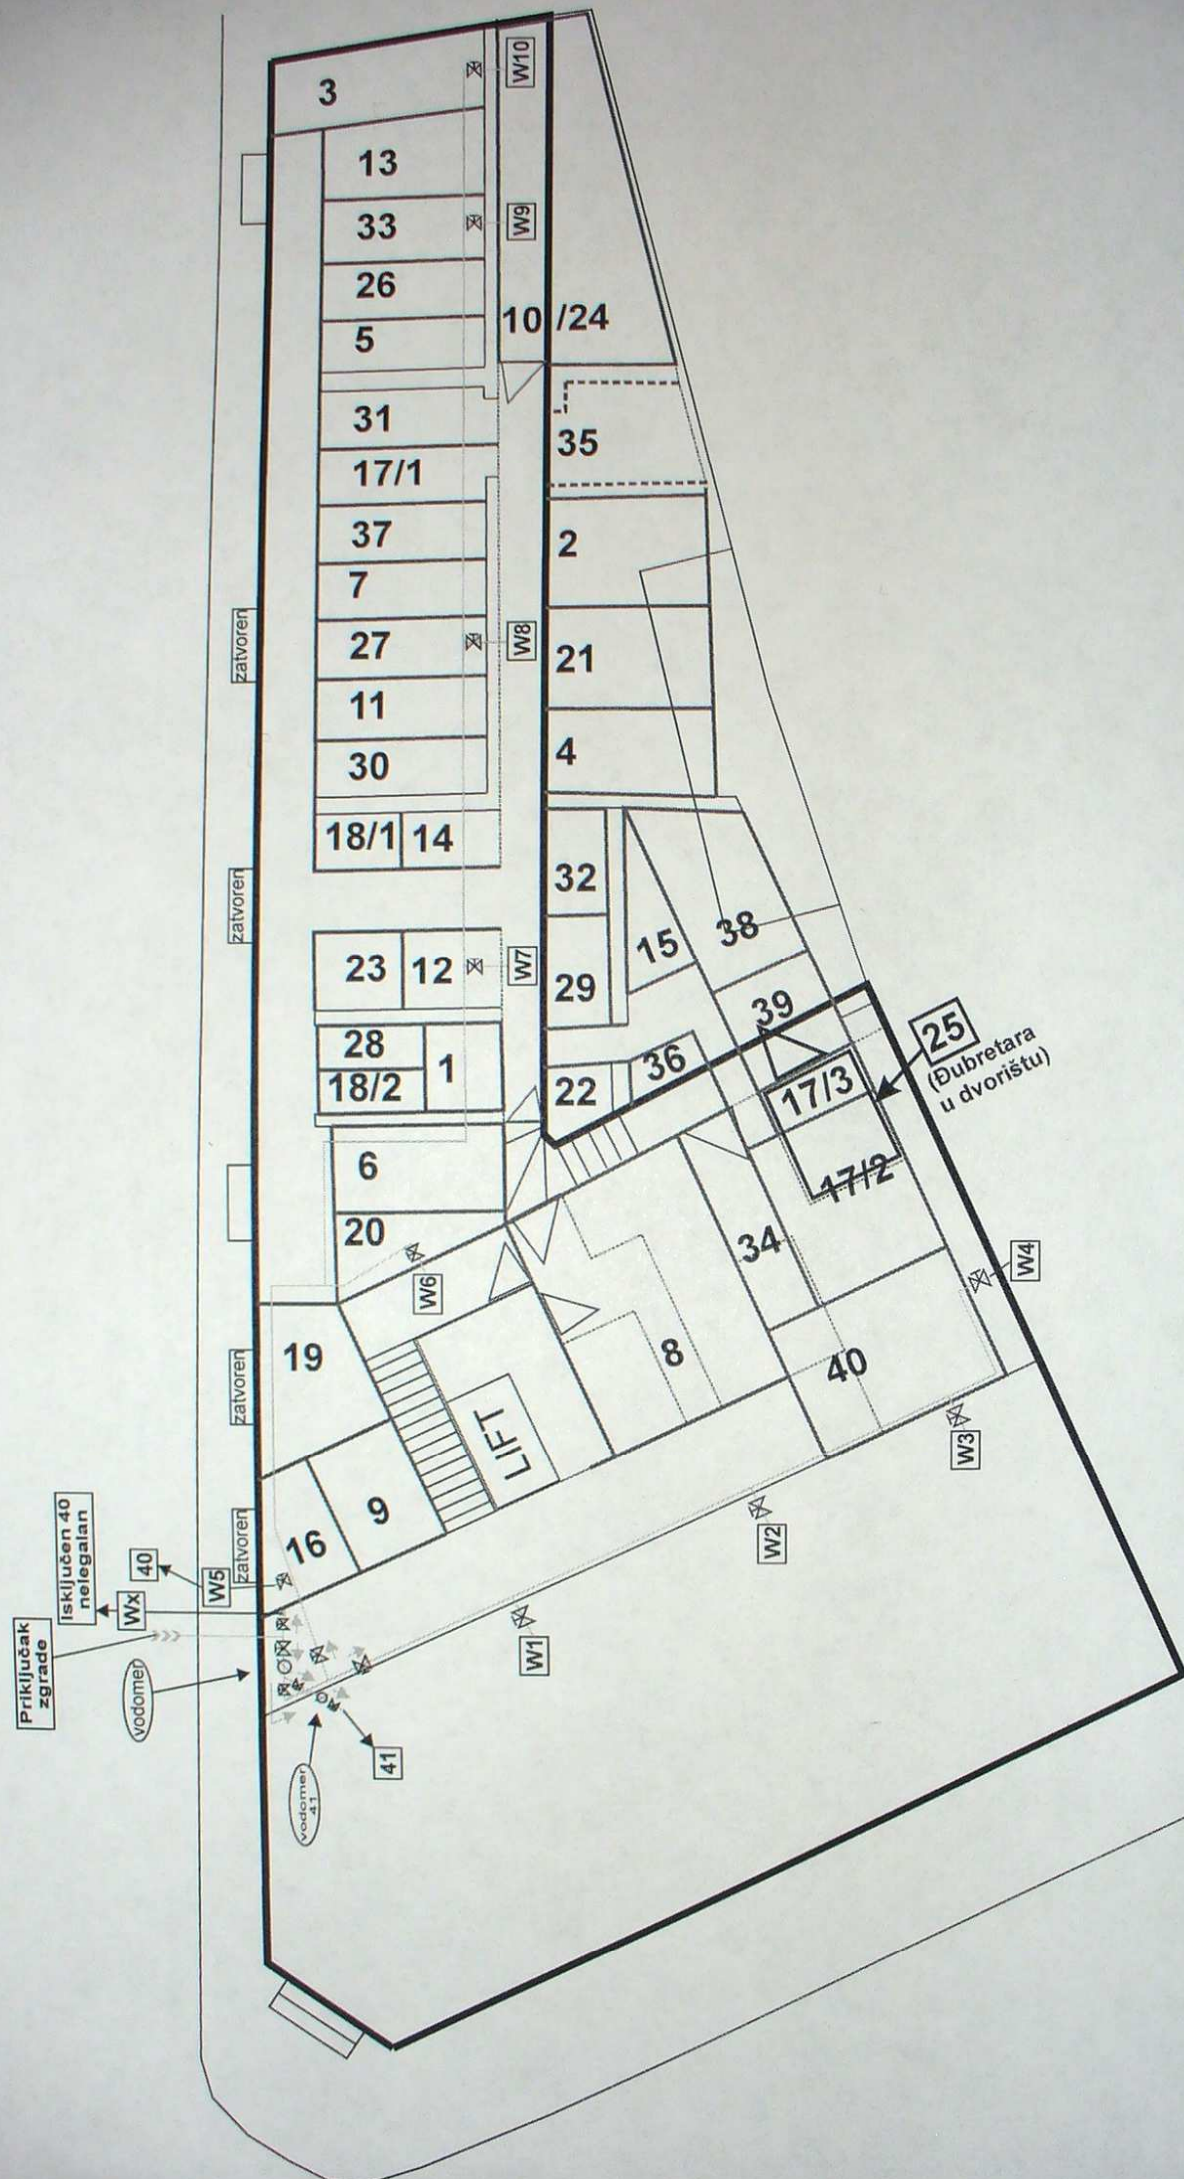 3
W10
13
33
W9
26
10 /24
5
31
35
17/1
37
2
7
zatvoren
27
W8
21
11
4
30
18/1
14
32
zatvoren
38
15
23
12
W7
29
39
28
1
36
25
(Đubretara
u dvorištu)
18/2
22
17/3
6
17/2
20
34
W6
W4
19
8
40
zatvoren
LIFT
W3
9
zatvoren
16
W2
Isključen 40
nelegalan
40
W5
Wx
W1
Priključak
zgrade
vodomer
41
vodomer
41